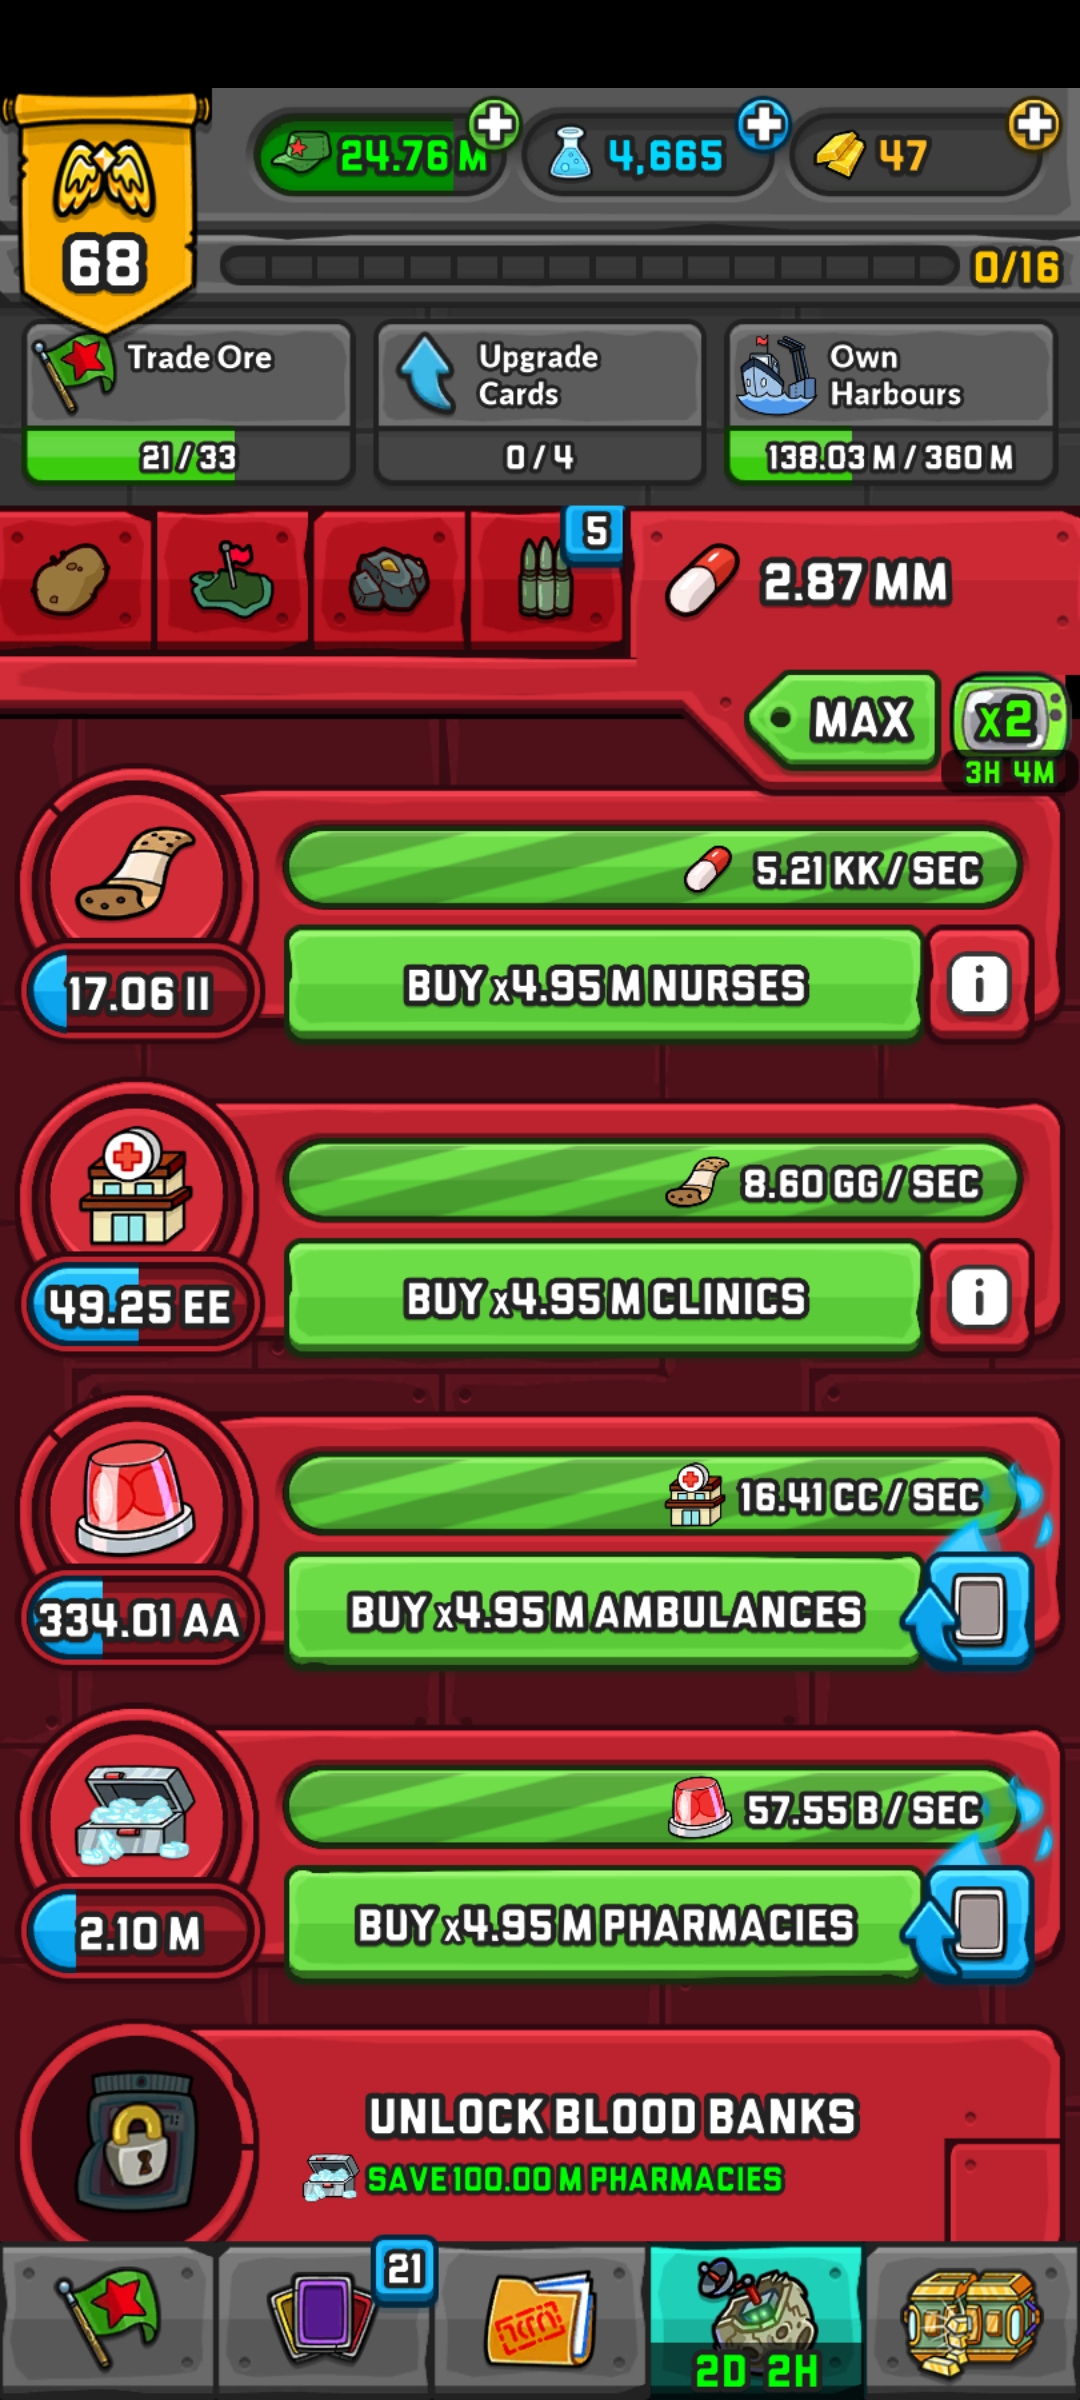 24.76 M
4,665
47
68
0/16
Trade Ore
21 / 33
Upgrade
Cards
0 / 4
Own
Harbours
138.03 M / 360 M
5
2.87 MM
MAX
x2
3H 4M
5.21 KK / SEC
17.06 II
BUY x4.95 M NURSES
i
8.60 GG / SEC
49.25 EE
BUY x4.95 M CLINICS
i
16.41 CC / SEC
334.01 AA
BUY x4.95 M AMBULANCES
57.55 B / SEC
2.10 M
BUY x4.95 M PHARMACIES
UNLOCK BLOOD BANKS
SAVE 100.00 M PHARMACIES
21
2D 2H